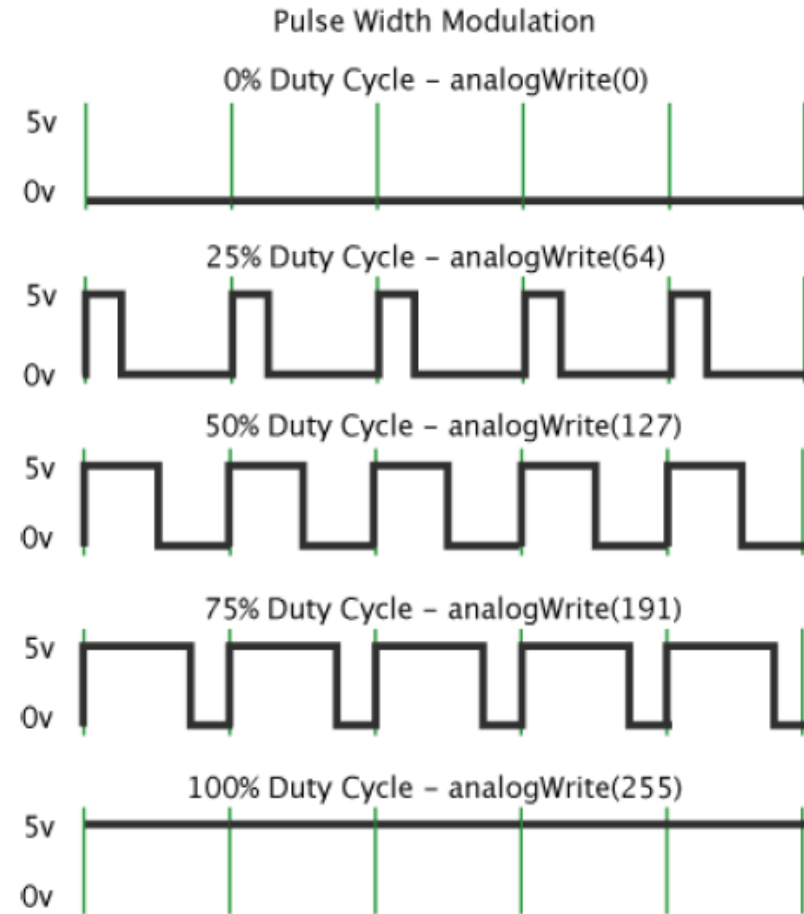 Pulse Width Modulation
0% Duty Cycle – analogWrite(0)
5v
0v
25% Duty Cycle – analogWrite(64)
5v
0v
50% Duty Cycle – analogWrite(127)
5v
0v
75% Duty Cycle – analogWrite(191)
5v
0v
100% Duty Cycle – analogWrite(255)
5v
0v